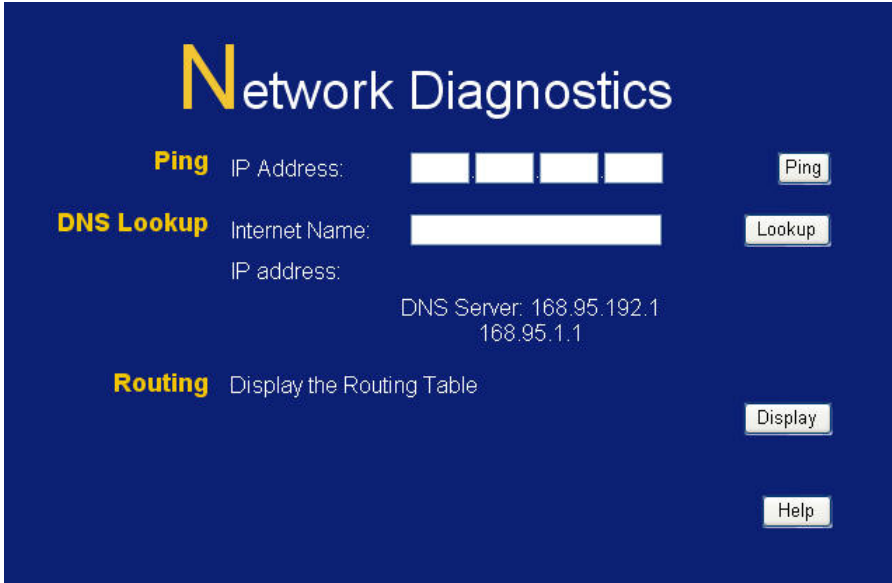 Network Diagnostics
Ping IP Address: . . . Ping
DNS Lookup Internet Name: Lookup
IP address:
DNS Server: 168.95.192.1
168.95.1.1
Routing Display the Routing Table
Display
Help